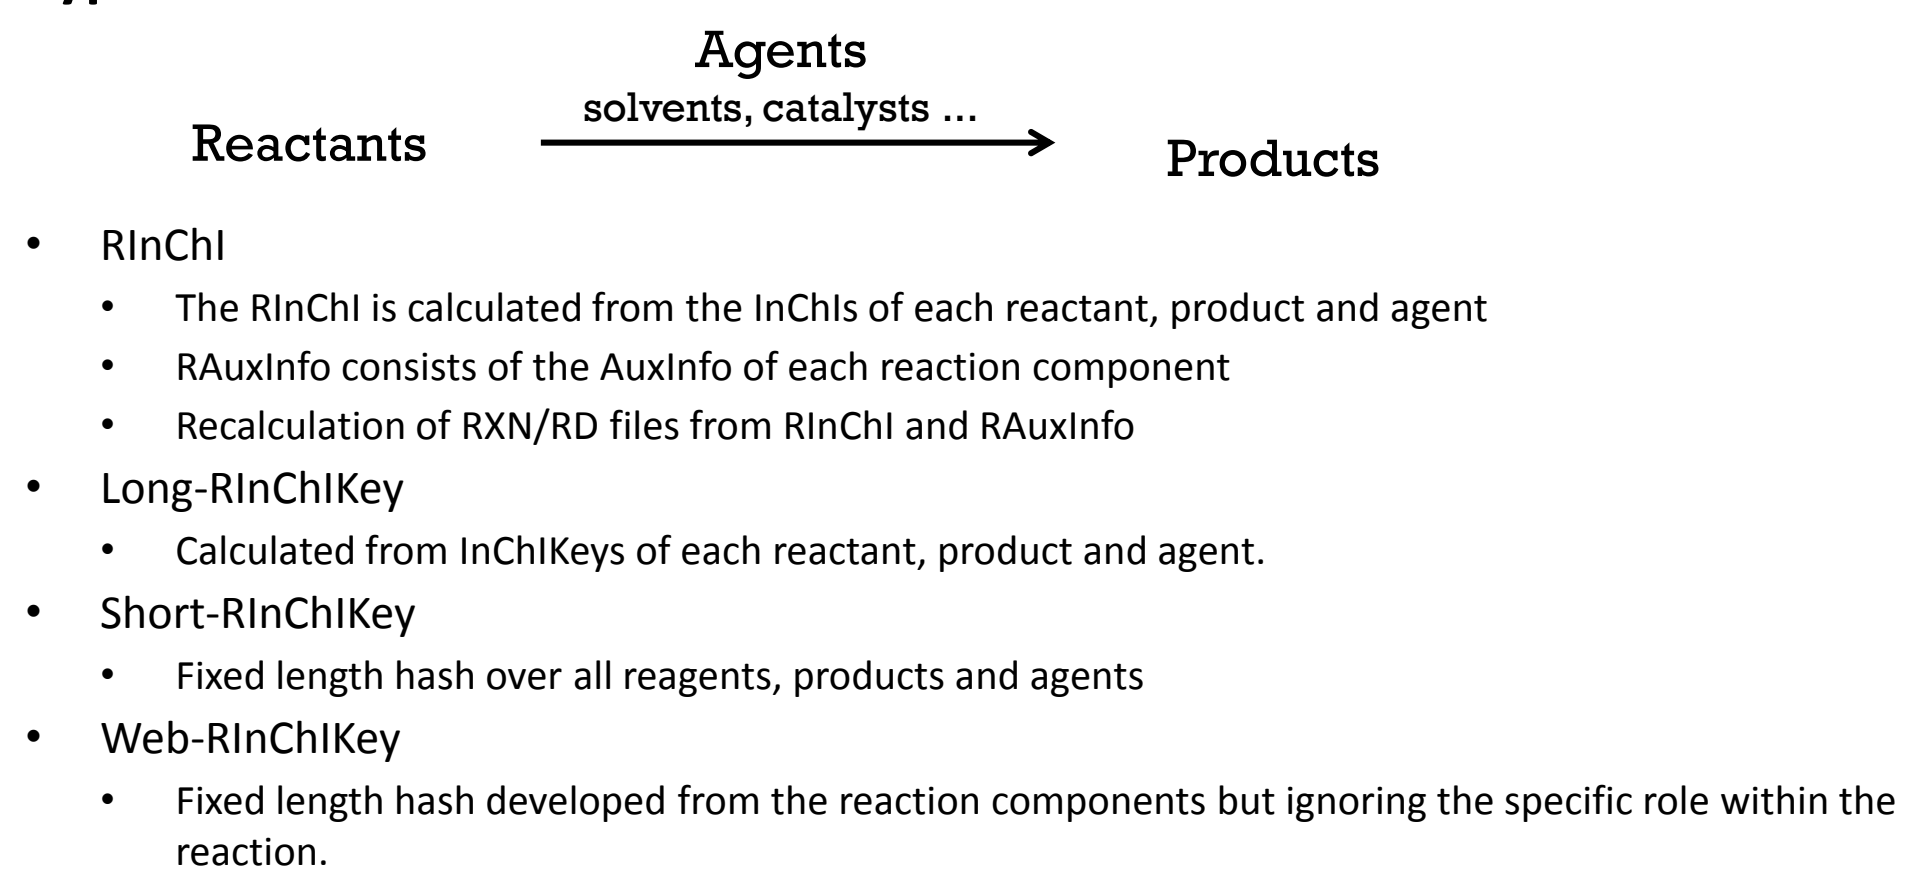 Agents
solvents, catalysts ...
Reactants
Products
• RInChI
• The RInChI is calculated from the InChIs of each reactant, product and agent
• RAuxInfo consists of the AuxInfo of each reaction component
• Recalculation of RXN/RD files from RInChI and RAuxInfo
• Long-RInChIKey
• Calculated from InChIKeys of each reactant, product and agent.
• Short-RInChIKey
• Fixed length hash over all reagents, products and agents
• Web-RInChIKey
• Fixed length hash developed from the reaction components but ignoring the specific role within the
reaction.